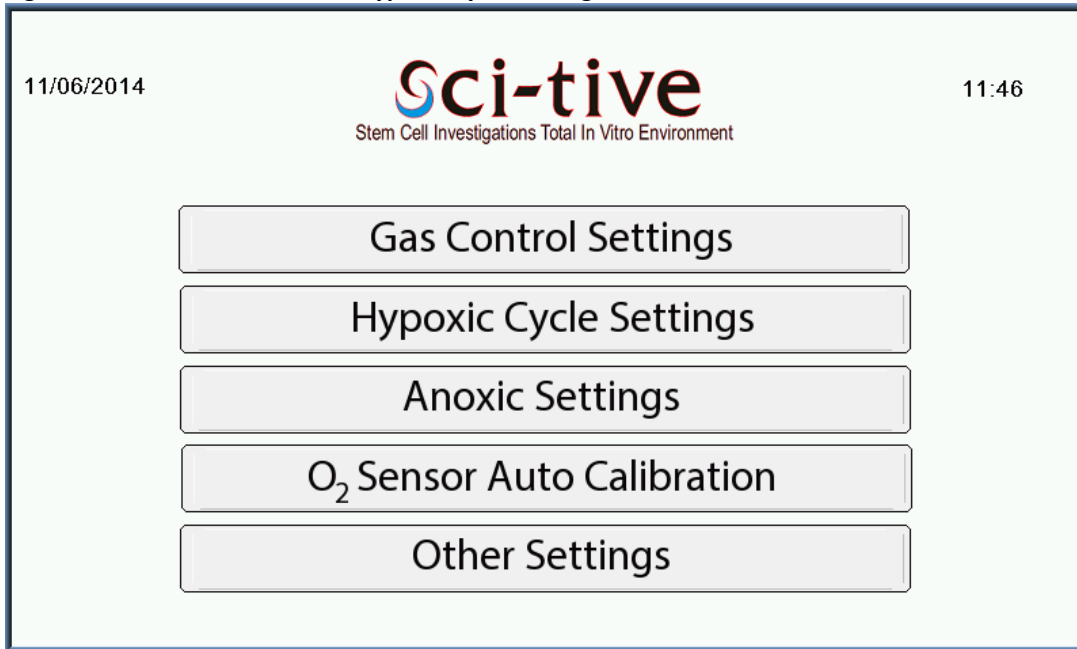 11/06/2014
Sci-tive
11:46
Stem Cell Investigations Total In Vitro Environment
Gas Control Settings
Hypoxic Cycle Settings
Anoxic Settings
O₂ Sensor Auto Calibration
Other Settings